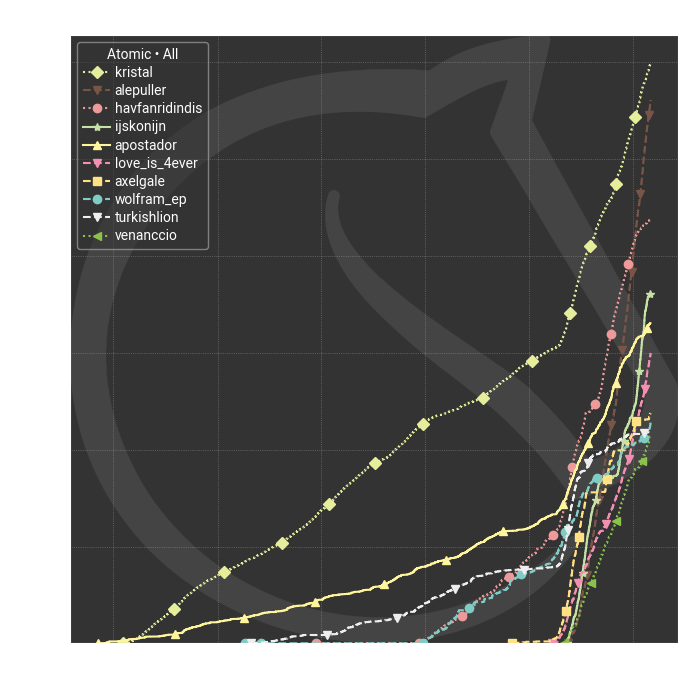 Atomic • All
kristal
alepuller
havfanridindis
ijskonijn
apostador
love_is_4ever
axelgale
wolfram_ep
turkishlion
venanccio